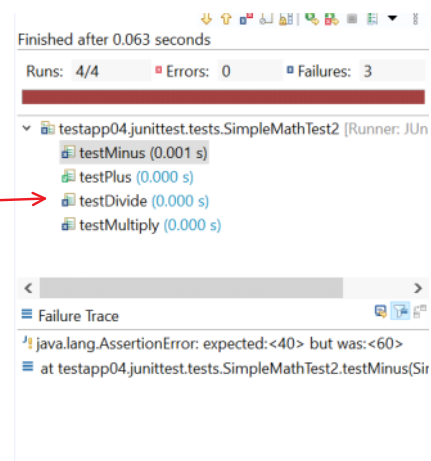 Finished after 0.063 seconds
Runs: 4/4 Errors: 0 Failures: 3
testapp04.junittest.tests.SimpleMathTest2 [Runner: JUn
testMinus (0.001 s)
testPlus (0.000 s)
testDivide (0.000 s)
testMultiply (0.000 s)
Failure Trace
java.lang.AssertionError: expected:<40> but was:<60>
at testapp04.junittest.tests.SimpleMathTest2.testMinus(Sir